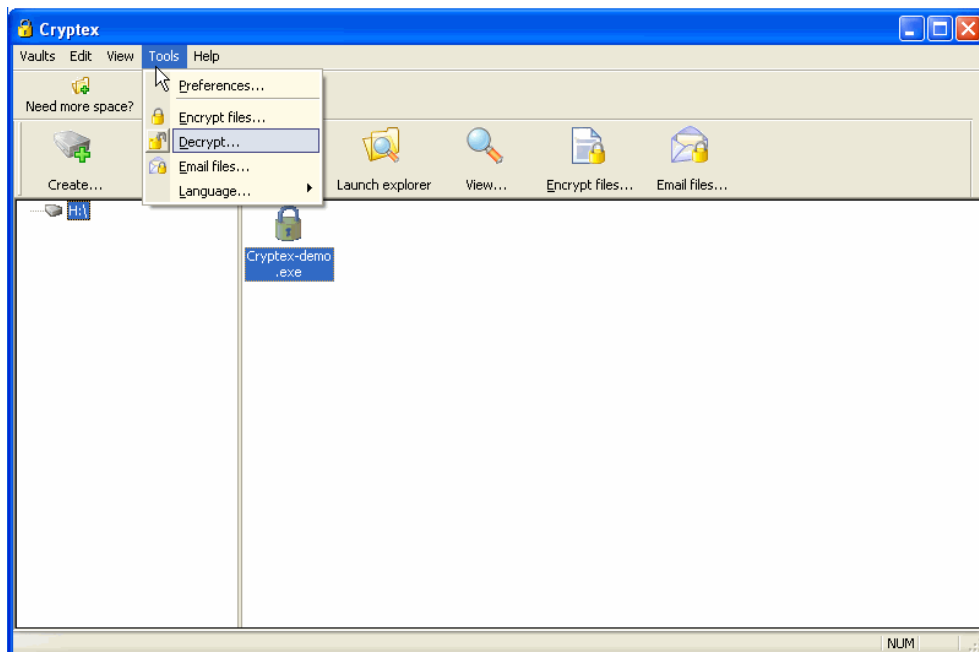 Cryptex
Vaults Edit View Tools Help
Need more space?
Preferences...
Encrypt files...
Decrypt...
Email files...
Language...
Create...
Launch explorer
View...
Encrypt files...
Email files...
H:\
Cryptex-demo
.exe
NUM